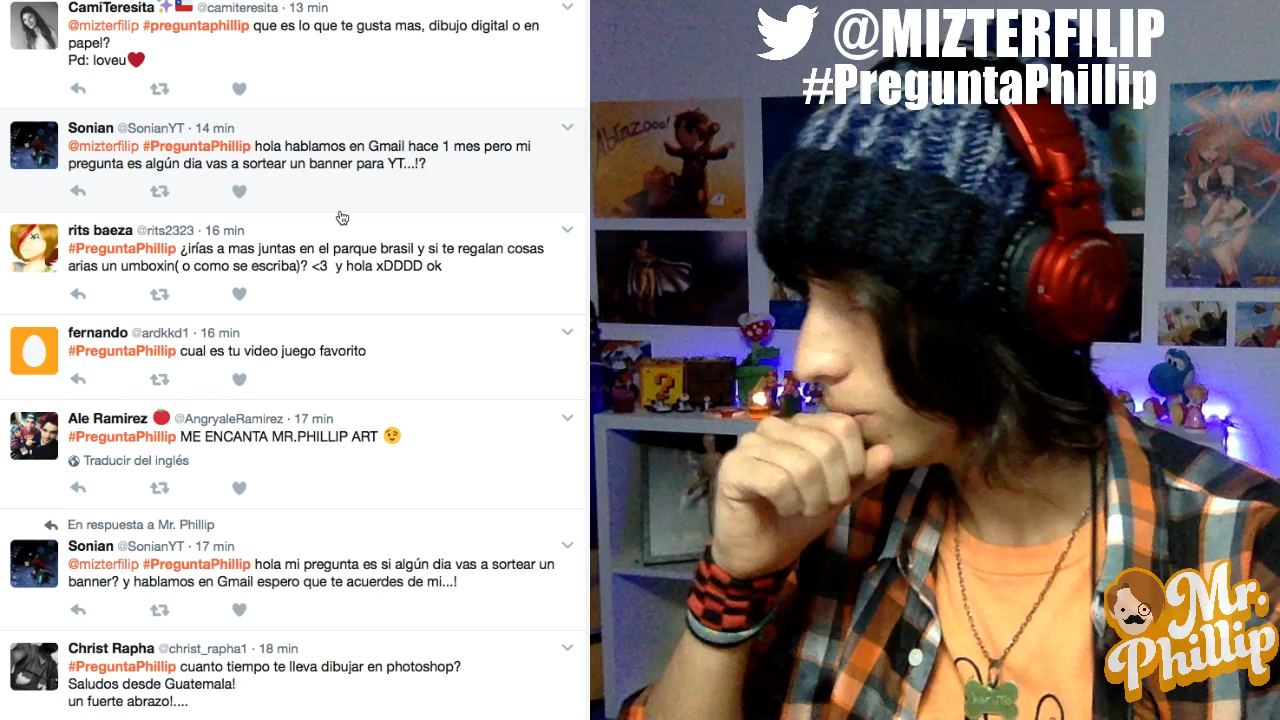 CamiTeresita @camiteresita · 13 min
@mizterfilip #preguntaphillip que es lo que te gusta mas, dibujo digital o en
papel?
Pd: loveu
Sonian @SonianYT · 14 min
@mizterfilip #PreguntaPhillip hola hablamos en Gmail hace 1 mes pero mi
pregunta es algún dia vas a sortear un banner para YT...!?
rits baeza @rits2323 · 16 min
#PreguntaPhillip ¿irías a mas juntas en el parque brasil y si te regalan cosas
arias un umboxin( o como se escriba)? <3 y hola xDDDD ok
fernando @ardkkd1 · 16 min
#PreguntaPhillip cual es tu video juego favorito
Ale Ramirez @AngryaleRamirez · 17 min
#PreguntaPhillip ME ENCANTA MR.PHILLIP ART 😉
Traducir del inglés
En respuesta a Mr. Phillip
Sonian @SonianYT · 17 min
@mizterfilip #PreguntaPhillip hola mi pregunta es si algún dia vas a sortear un
banner? y hablamos en Gmail espero que te acuerdes de mi...!
Christ Rapha @christ_rapha1 · 18 min
#PreguntaPhillip cuanto tiempo te lleva dibujar en photoshop?
Saludos desde Guatemala!
un fuerte abrazo!....
@MIZTERFILIP
#PreguntaPhillip
Mr.
Phillip